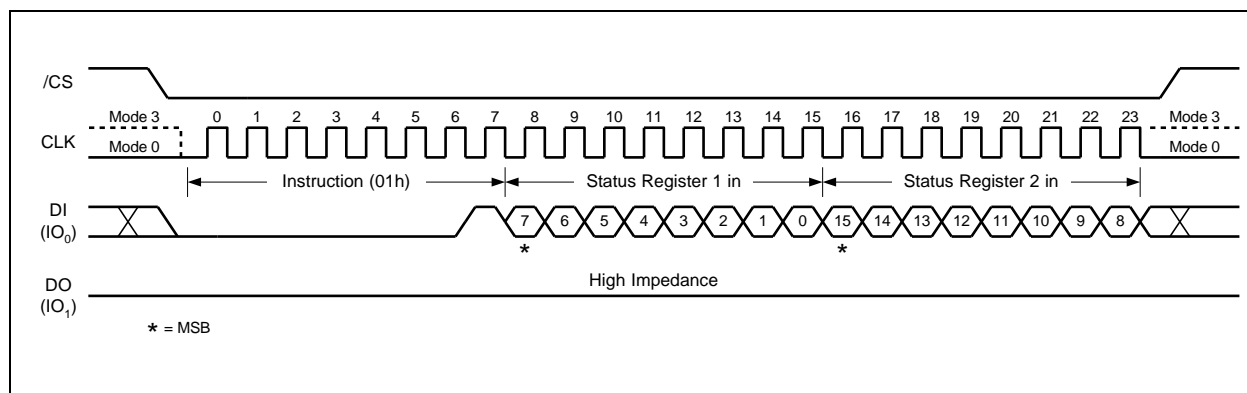 /CS
Mode 3 0 1 2 3 4 5 6 7 8 9 10 11 12 13 14 15 16 17 18 19 20 21 22 23 Mode 3
CLK
Mode 0 Mode 0
Instruction (01h) Status Register 1 in Status Register 2 in
DI
(IO0) 7 6 5 4 3 2 1 0 15 14 13 12 11 10 9 8
* *
High Impedance
DO
(IO1)
* = MSB